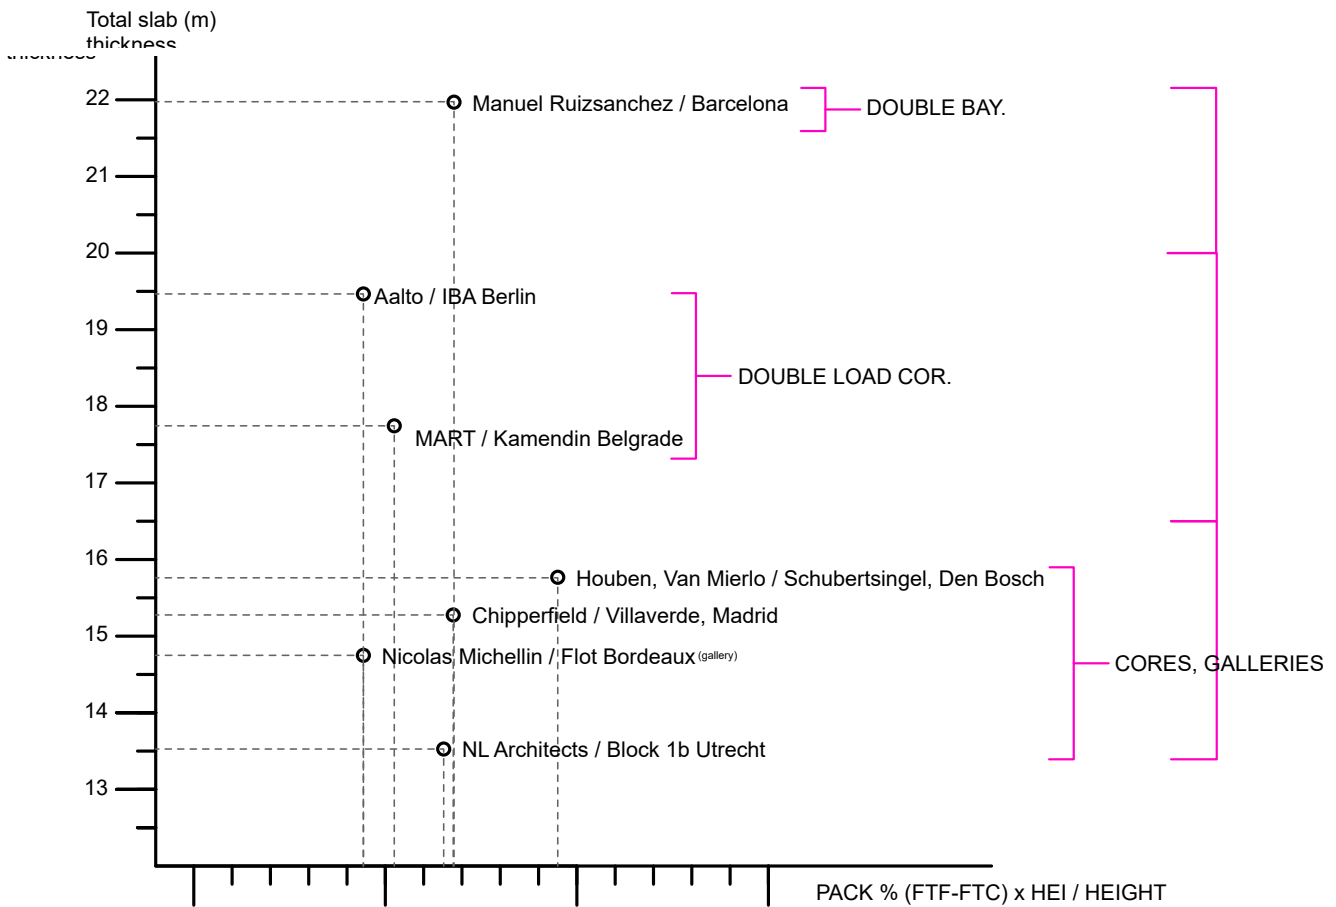 Total slab (m)
thickness
thickness
22
Manuel Ruizsanchez / Barcelona
DOUBLE BAY.
21
20
Aalto / IBA Berlin
19
DOUBLE LOAD COR.
18
MART / Kamendin Belgrade
17
16
Houben, Van Mierlo / Schubertsingel, Den Bosch
Chipperfield / Villaverde, Madrid
15
Nicolas Michellin / Flot Bordeaux (gallery)
CORES, GALLERIES
14
NL Architects / Block 1b Utrecht
13
PACK % (FTF-FTC) x HEI / HEIGHT